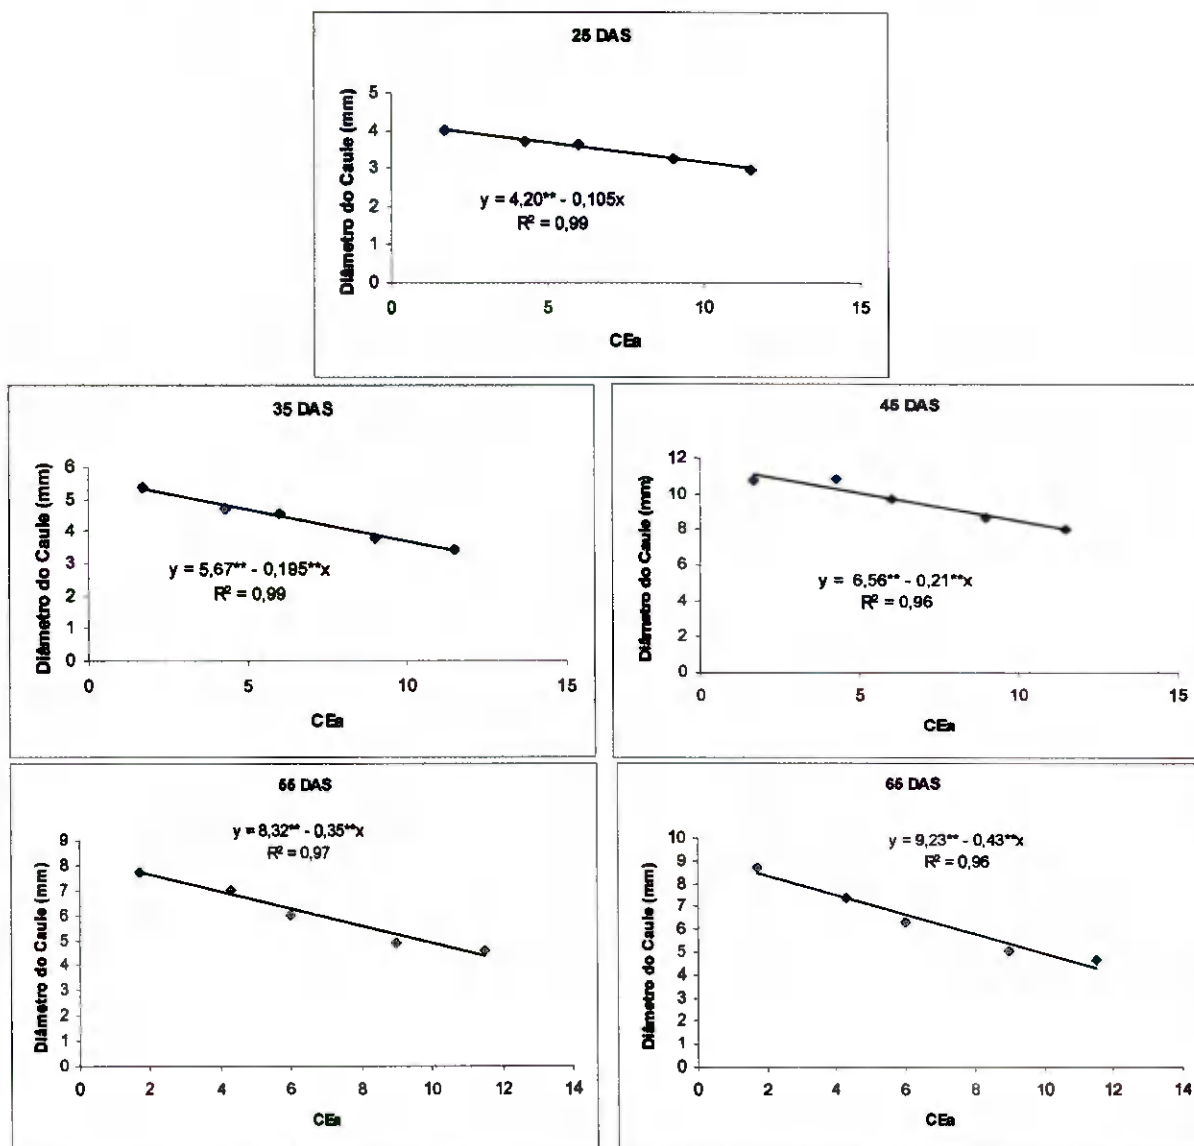 25 DAS
Diâmetro do Caule (mm)
5
4
3
2
1
0
y = 4,20** - 0,105x
R² = 0,99
0 5 10 15
CEa
35 DAS
Diâmetro do Caule (mm)
6
5
4
3
2
1
0
y = 5,67** - 0,195**x
R² = 0,99
0 5 10 15
CEa
45 DAS
Diâmetro do Caule (mm)
12
10
8
6
4
2
0
y = 6,56** - 0,21**x
R² = 0,96
0 5 10 15
CEa
55 DAS
y = 8,32** - 0,35**x
R² = 0,97
Diâmetro do Caule (mm)
9
8
7
6
5
4
3
2
1
0
0 2 4 6 8 10 12 14
CEa
65 DAS
y = 9,23** - 0,43**x
R² = 0,96
Diâmetro do Caule (mm)
10
9
8
7
6
5
4
3
2
1
0
0 2 4 6 8 10 12 14
CEa